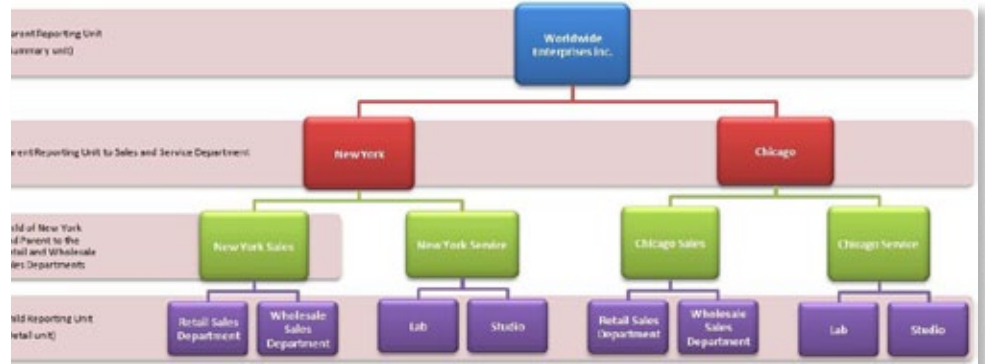 arent Reporting Unit
ummary unit)
Worldwide
Enterprises Inc.
arent Reporting Unit to Sales and Service Department
New York
Chicago
ild of New York
d Parent to the
tail and Wholesale
les Departments
New York Sales
New York Service
Chicago Sales
Chicago Service
ild Reporting Unit
etail unit)
Retail Sales
Department
Wholesale
Sales
Department
Lab
Studio
Retail Sales
Department
Wholesale
Sales
Department
Lab
Studio